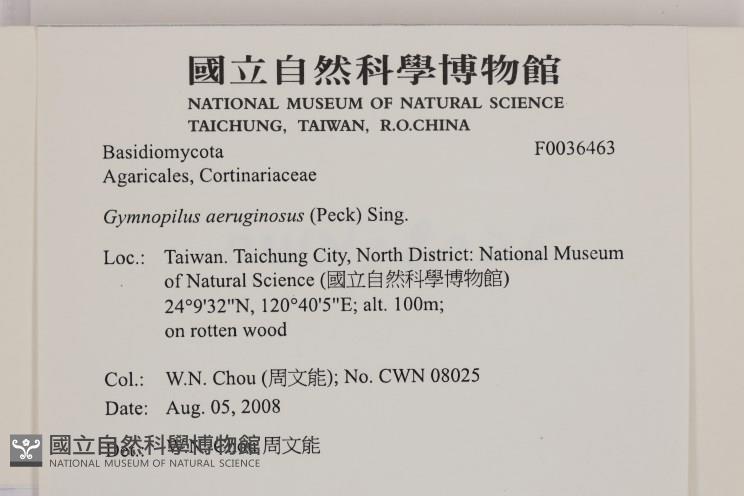 國立自然科學博物館
NATIONAL MUSEUM OF NATURAL SCIENCE
TAICHUNG, TAIWAN, R.O.CHINA
Basidiomycota F0036463
Agaricales, Cortinariaceae
Gymnopilus aeruginosus (Peck) Sing.
Loc.: Taiwan. Taichung City, North District: National Museum
of Natural Science (國立自然科學博物館)
24°9'32"N, 120°40'5"E; alt. 100m;
on rotten wood
Col.: W.N. Chou (周文能); No. CWN 08025
Date: Aug. 05, 2008
Det.: W.N. Chou 周文能
國立自然科學博物館
NATIONAL MUSEUM OF NATURAL SCIENCE